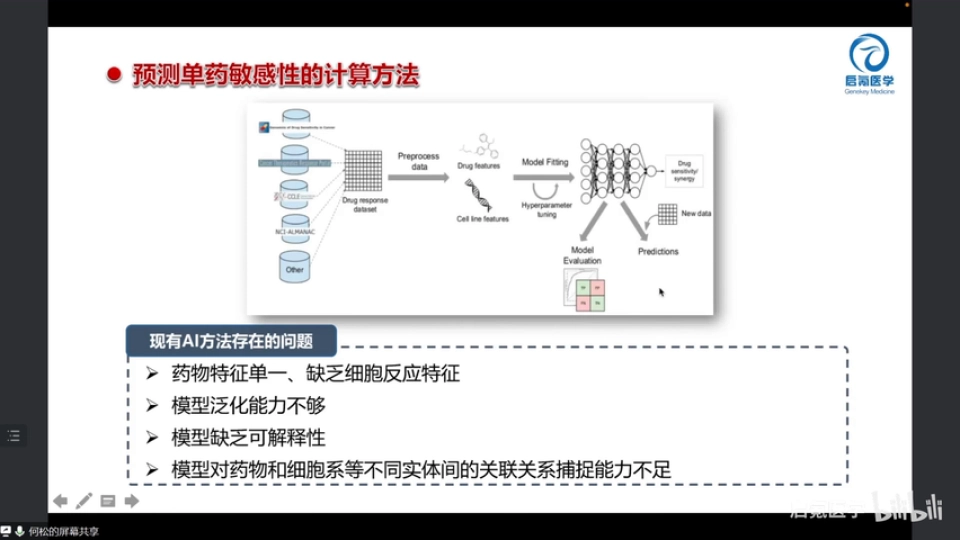 预测单药敏感性的计算方法
启氪医学
Genekey Medicine
Genomics of Drug Sensitivity in Cancer
Cancer Therapeutics Response Portal
CCLE
NCI-ALMANAC
Other
Drug response
dataset
Preprocess
data
Drug features
Cell line features
Model Fitting
Hyperparameter
tuning
Drug
sensitivity/
synergy
New data
Model
Evaluation
Predictions
现有AI方法存在的问题
➢ 药物特征单一、缺乏细胞反应特征
➢ 模型泛化能力不够
➢ 模型缺乏可解释性
➢ 模型对药物和细胞系等不同实体间的关联关系捕捉能力不足
何松的屏幕共享
启氪医学
bilibili